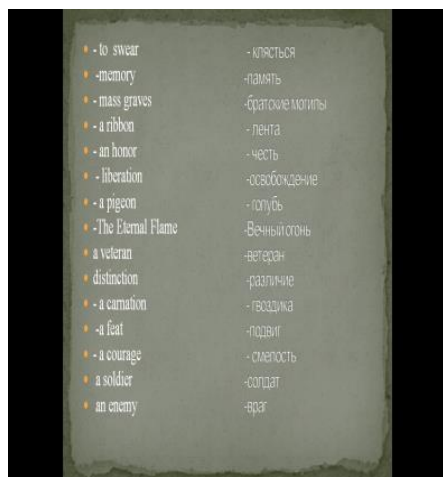 - to swear - клясться
-memory -память
- mass graves -братские могилы
- a ribbon - лента
- an honor - честь
- liberation -освобождение
- a pigeon - голубь
-The Eternal Flame -Вечный огонь
a veteran -ветеран
distinction -различие
- a carnation - гвоздика
-a feat -подвиг
- a courage - смелость
a soldier -солдат
an enemy -враг